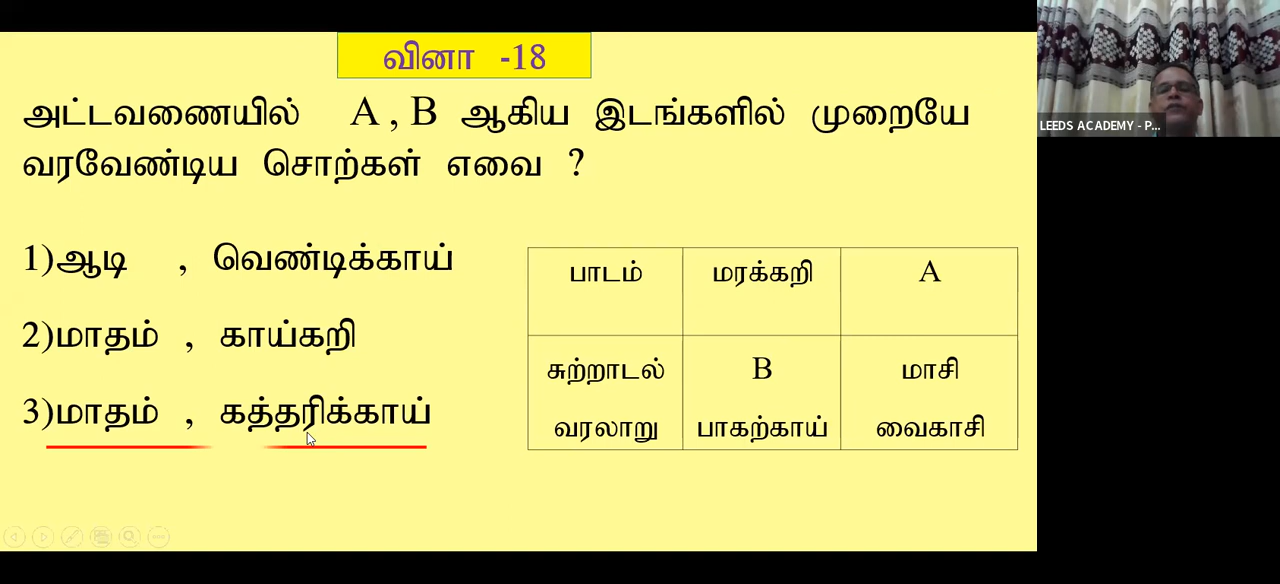 வினா -18
LEEDS ACADEMY - P...
அட்டவணையில் A , B ஆகிய இடங்களில் முறையே
வரவேண்டிய சொற்கள் எவை ?
1)ஆடி , வெண்டிக்காய்
2)மாதம் , காய்கறி
3)மாதம் , கத்தரிக்காய்
பாடம் மரக்கறி A
சுற்றாடல் B மாசி
வரலாறு பாகற்காய் வைகாசி